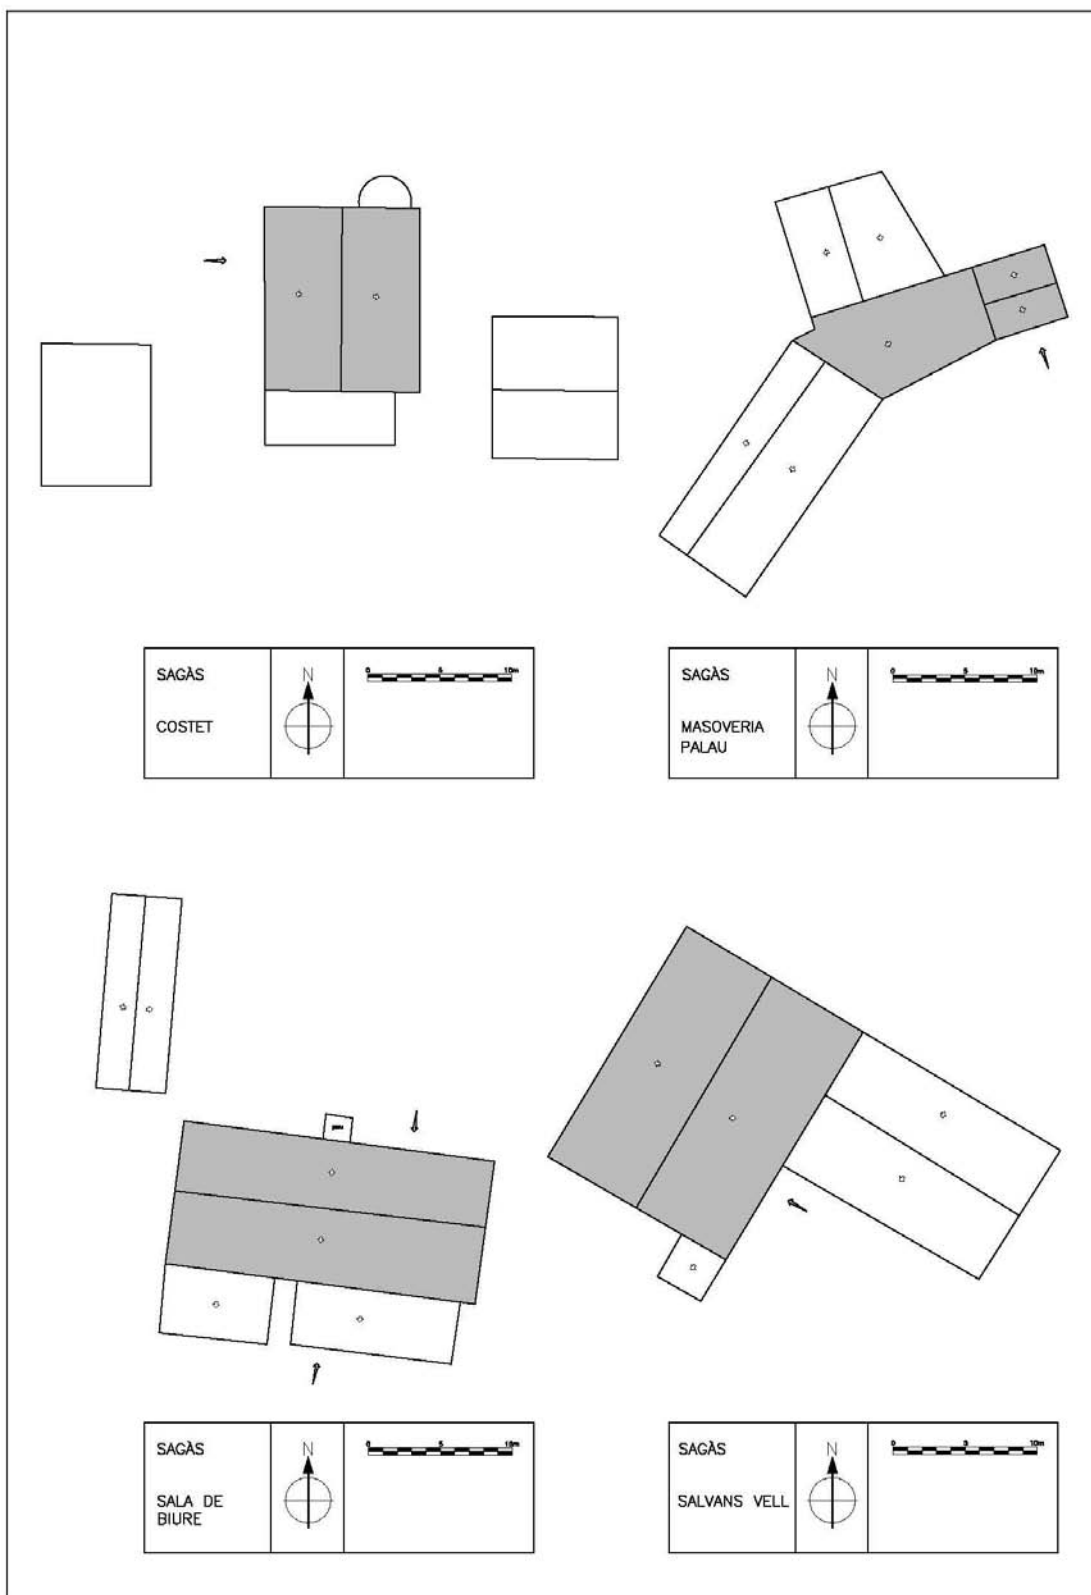 SAGÀS
COSTET
N
0 5 10m
SAGÀS
MASOVERIA
PALAU
N
0 5 10m
SAGÀS
SALA DE
BIURE
N
0 5 10m
SAGÀS
SALVANS VELL
N
0 5 10m